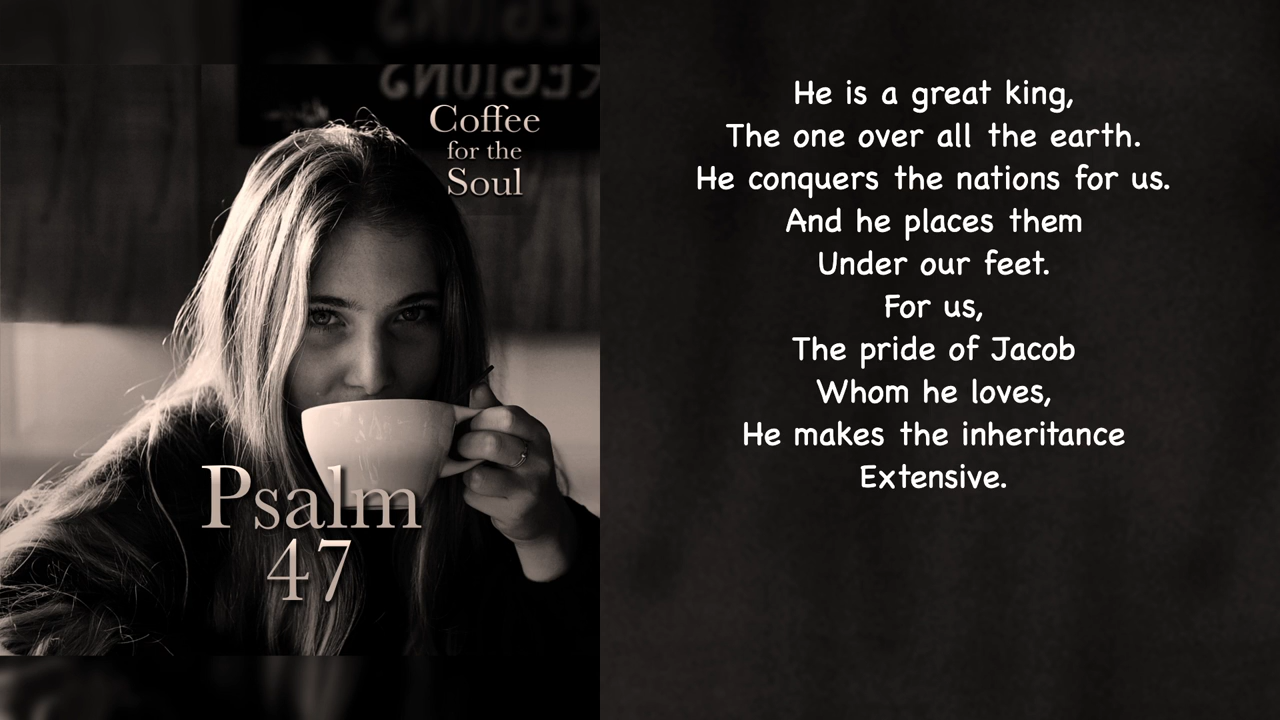 Coffee
for the
Soul
Psalm
47
He is a great king,
The one over all the earth.
He conquers the nations for us.
And he places them
Under our feet.
For us,
The pride of Jacob
Whom he loves,
He makes the inheritance
Extensive.